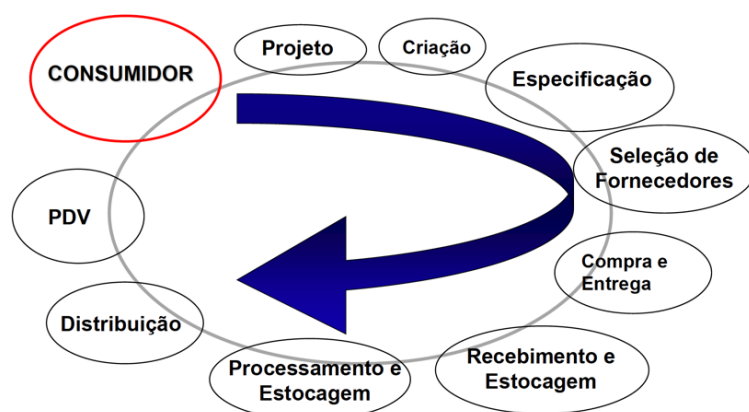 CONSUMIDOR
Projeto
Criação
Especificação
Seleção de
Fornecedores
Compra e
Entrega
Recebimento e
Estocagem
Processamento e
Estocagem
Distribuição
PDV